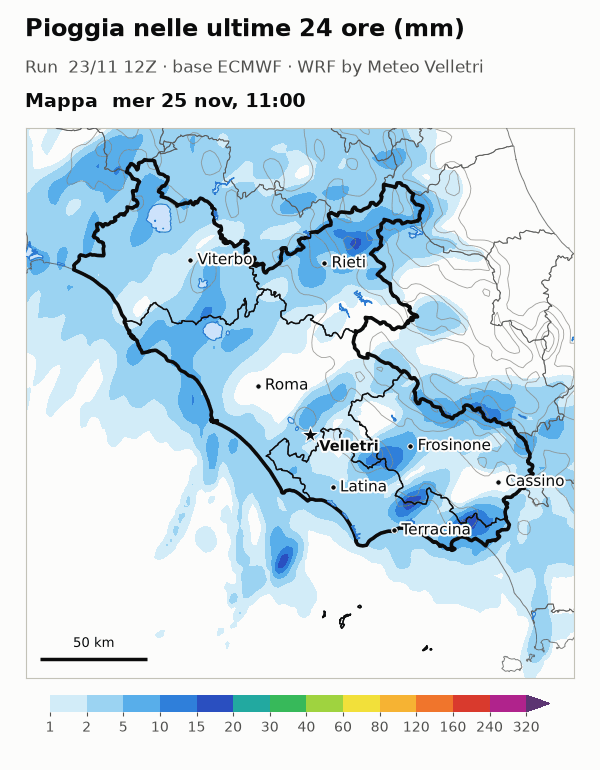 Pioggia nelle ultime 24 ore (mm)
Run  23/11 12Z · base ECMWF · WRF by Meteo Velletri
Mappa  mer 25 nov, 11:00
Viterbo
Rieti
Roma
Velletri
Frosinone
Latina
Cassino
Terracina
50 km
1 2 5 10 15 20 30 40 60 80 120 160 240 320